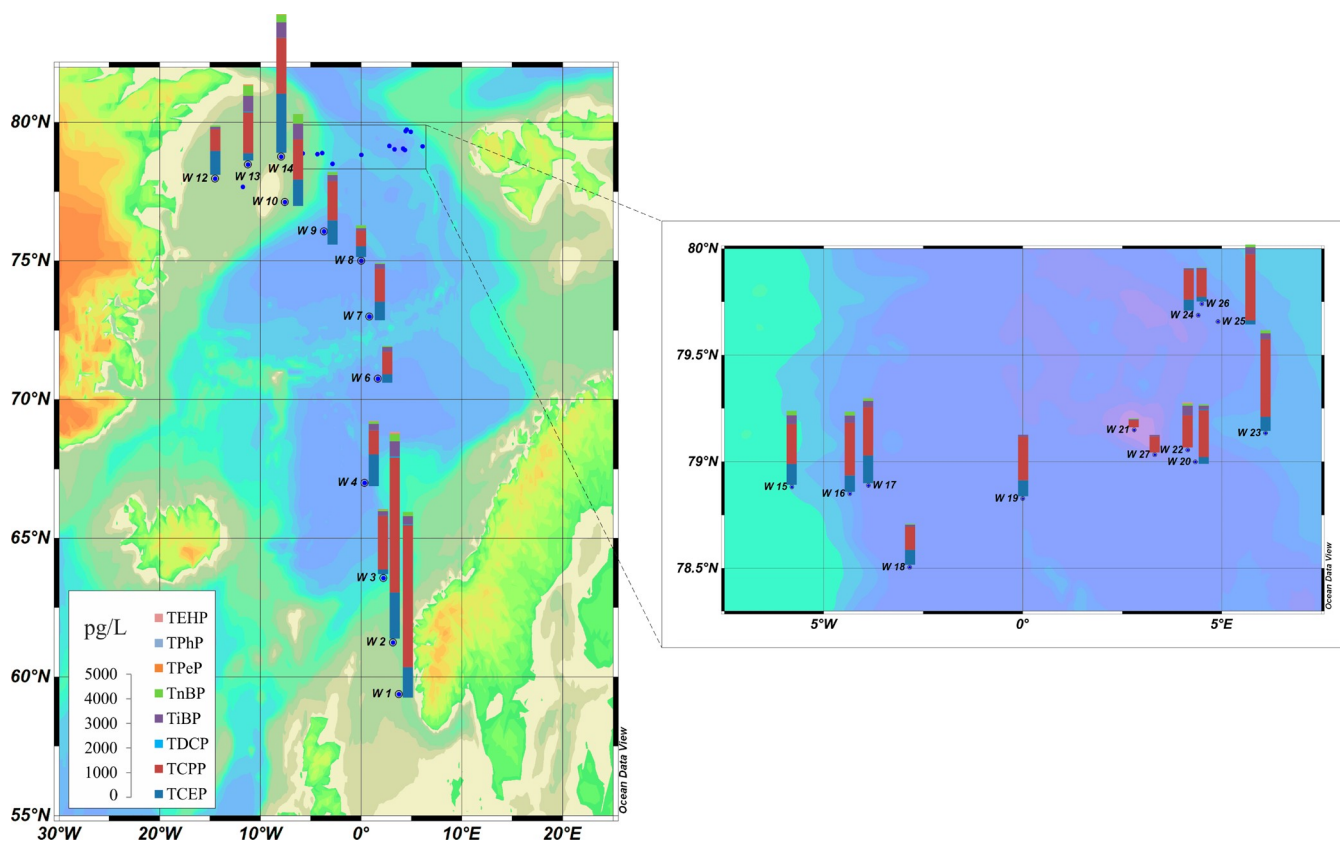 80°N
75°N
70°N
65°N
60°N
55°N
30°W
20°W
10°W
0°
10°E
20°E
W 14
W 13
W 12
W 10
W 9
W 8
W 7
W 6
W 4
W 3
W 2
W 1
pg/L
5000
4000
3000
2000
1000
0
TEHP
TPhP
TPeP
TnBP
TiBP
TDCP
TCPP
TCEP
Ocean Data View
80°N
79.5°N
79°N
78.5°N
5°W
0°
5°E
W 26
W 24
W 25
W 21
W 23
W 22
W 27
W 20
W 15
W 16
W 17
W 19
W 18
Ocean Data View